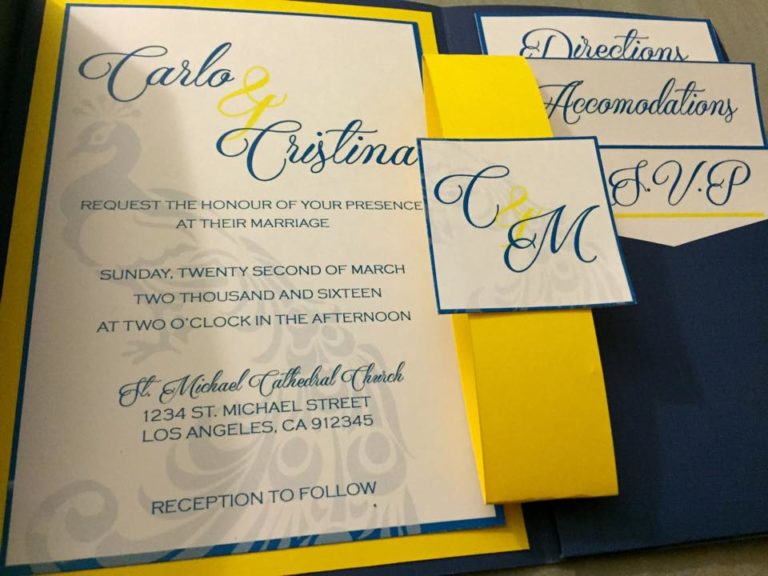 Carlo
&
Cristina
REQUEST THE HONOUR OF YOUR PRESENCE
AT THEIR MARRIAGE
SUNDAY, TWENTY SECOND OF MARCH
TWO THOUSAND AND SIXTEEN
AT TWO O'CLOCK IN THE AFTERNOON
St. Michael Cathedral Church
1234 ST. MICHAEL STREET
LOS ANGELES, CA 912345
RECEPTION TO FOLLOW
C
&
M
Directions
Accomodations
S.V.P